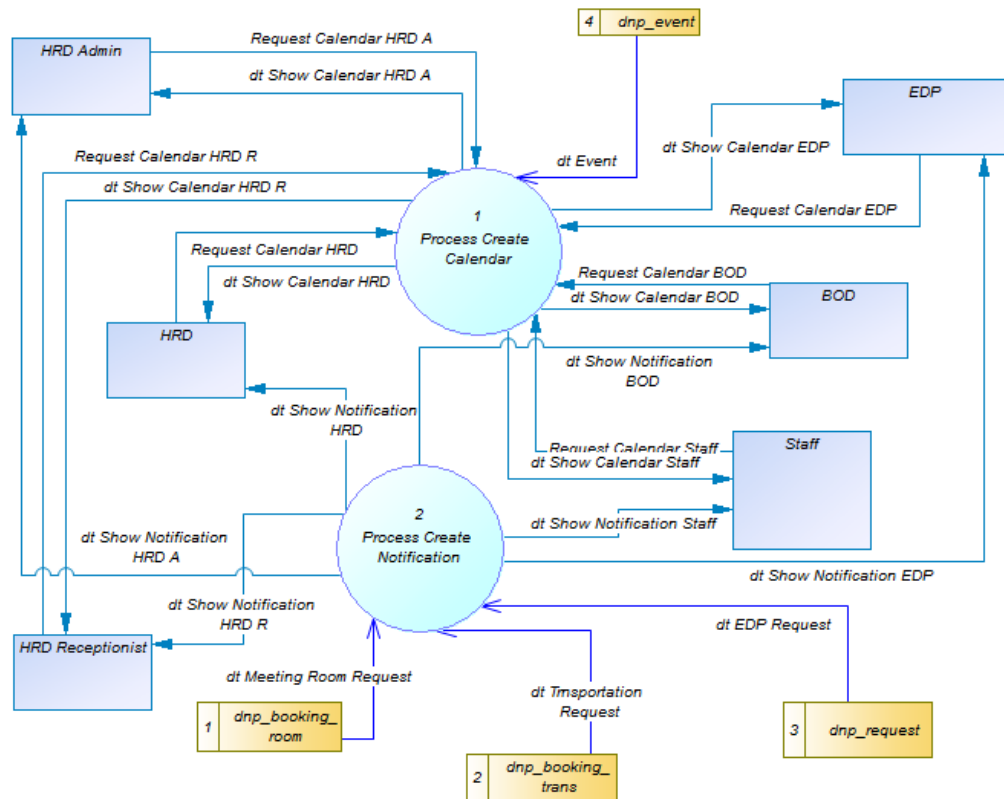 4 dnp_event
HRD Admin
Request Calendar HRD A
dt Show Calendar HRD A
EDP
dt Show Calendar EDP
Request Calendar HRD R
dt Event
dt Show Calendar HRD R
Request Calendar EDP
1
Process Create
Calendar
Request Calendar HRD
dt Show Calendar HRD
Request Calendar BOD
dt Show Calendar BOD
BOD
HRD
dt Show Notification
BOD
dt Show Notification
HRD
Request Calendar Staff
dt Show Calendar Staff
Staff
2
Process Create
Notification
dt Show Notification Staff
dt Show Notification
HRD A
dt Show Notification EDP
dt Show Notification
HRD R
HRD Receptionist
dt EDP Request
dt Meeting Room Request
dt Trnsportation
Request
1 dnp_booking_
room
3 dnp_request
2 dnp_booking_
trans